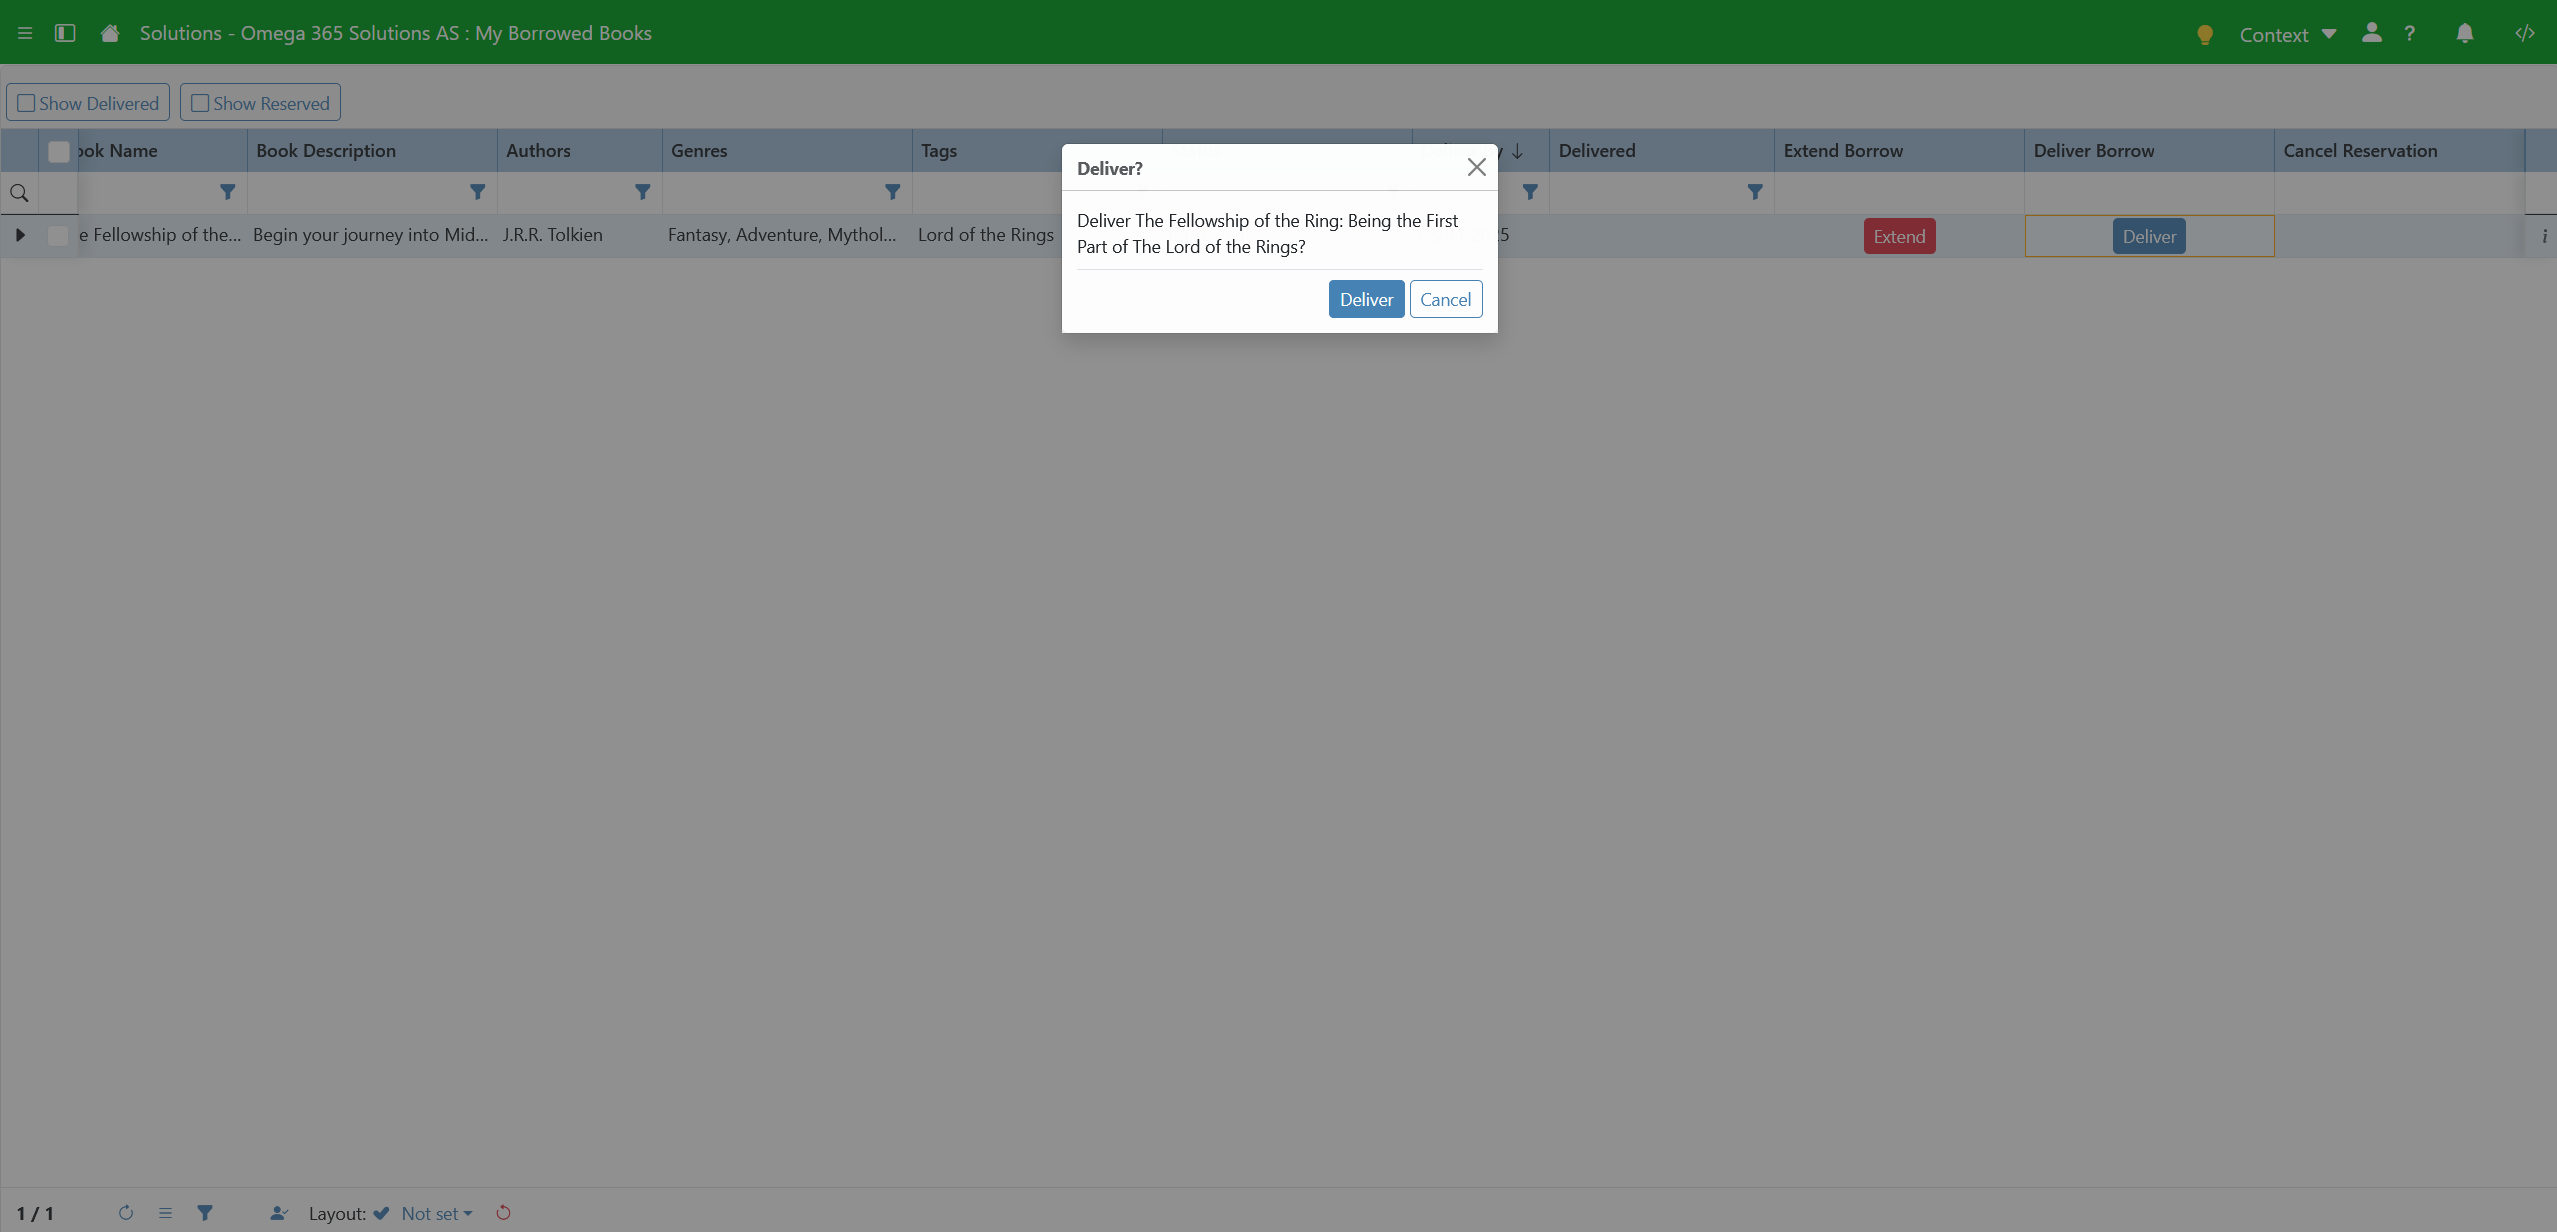 Solutions - Omega 365 Solutions AS : My Borrowed Books
Context
?
</>
Show Delivered
Show Reserved
ook Name
Book Description
Authors
Genres
Tags
y
Delivered
Extend Borrow
Deliver Borrow
Cancel Reservation
e Fellowship of the...
Begin your journey into Mid...
J.R.R. Tolkien
Fantasy, Adventure, Mythol...
Lord of the Rings
25
Extend
Deliver
i
Deliver?
Deliver The Fellowship of the Ring: Being the First
Part of The Lord of the Rings?
Deliver
Cancel
1 / 1
Layout:
Not set